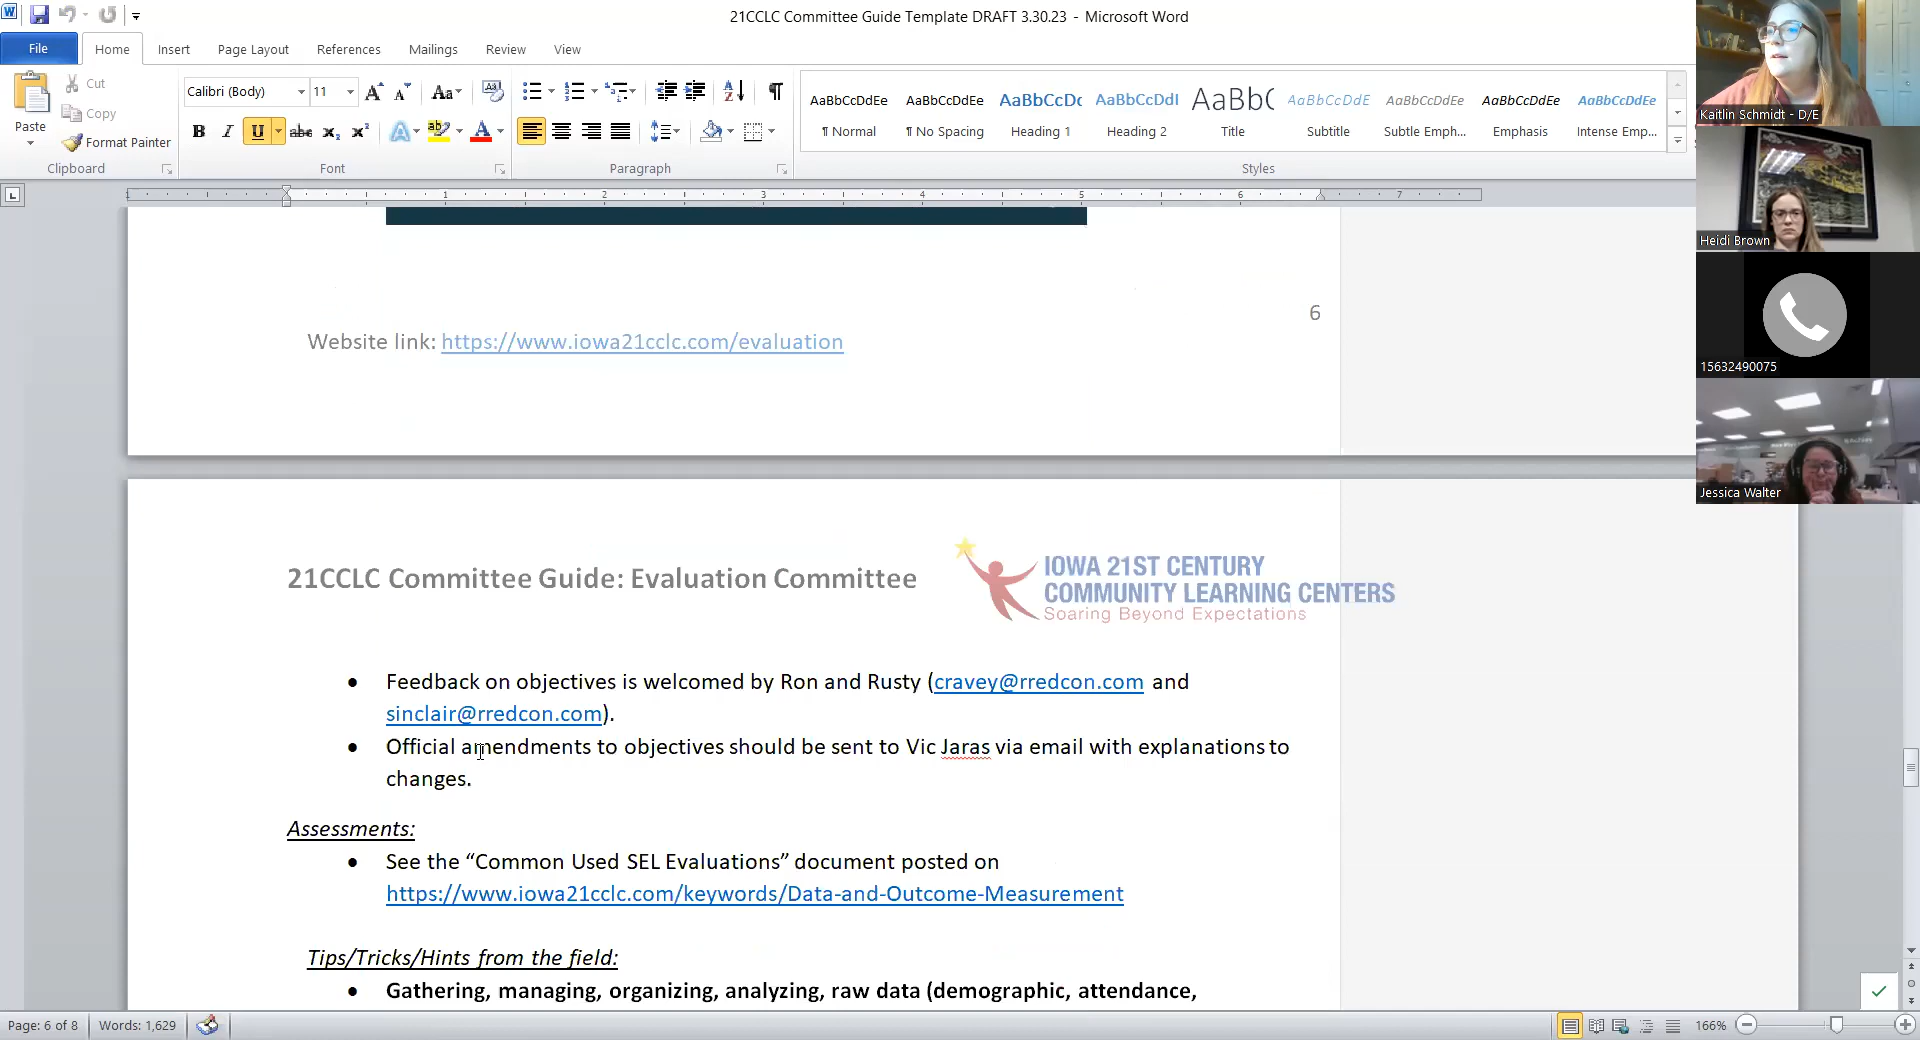 21CCLC Committee Guide Template DRAFT 3.30.23 - Microsoft Word
File Home Insert Page Layout References Mailings Review View
Paste
Cut
Copy
Format Painter
Clipboard
Calibri (Body) 11
Font
Paragraph
AaBbCcDdEe AaBbCcDdEe AaBbCcDc AaBbCcDdI AaBbC AaBbCcDdE AaBbCcDdEe AaBbCcDdEe AaBbCcDdEe
¶ Normal ¶ No Spacing Heading 1 Heading 2 Title Subtitle Subtle Emph... Emphasis Intense Emp...
Styles
1 2 3 4 5 6 7
Kaitlin Schmidt - D/E
Heidi Brown
15632490075
Jessica Walter
6
Website link: https://www.iowa21cclc.com/evaluation
21CCLC Committee Guide: Evaluation Committee
IOWA 21ST CENTURY
COMMUNITY LEARNING CENTERS
Soaring Beyond Expectations
• Feedback on objectives is welcomed by Ron and Rusty (cravey@rredcon.com and
sinclair@rredcon.com).
• Official amendments to objectives should be sent to Vic Jaras via email with explanations to
changes.
Assessments:
• See the “Common Used SEL Evaluations” document posted on
https://www.iowa21cclc.com/keywords/Data-and-Outcome-Measurement
Tips/Tricks/Hints from the field:
• Gathering, managing, organizing, analyzing, raw data (demographic, attendance,
Page: 6 of 8 Words: 1,629 166%